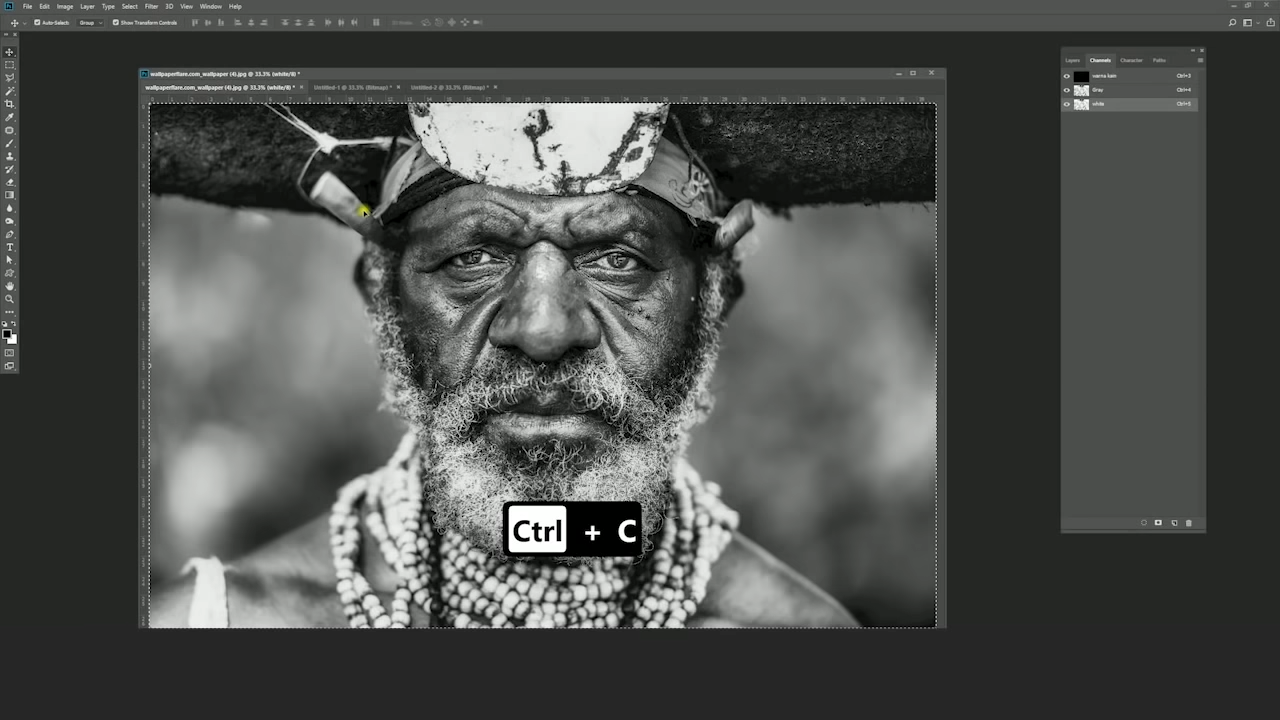 Ps File Edit Image Layer Type Select Filter 3D View Window Help
Auto-Select: Group Show Transform Controls
wallpaperflare.com_wallpaper (4).jpg @ 33.3% (white/8) *
wallpaperflare.com_wallpaper (4).jpg @ 33.3% (white/8) * × Untitled-1 @ 33.3% (Bitmap) * × Untitled-2 @ 33.3% (Bitmap) * ×
Layers Channels Character Paths
warna kain Ctrl+3
Gray Ctrl+4
white Ctrl+5
Ctrl + C